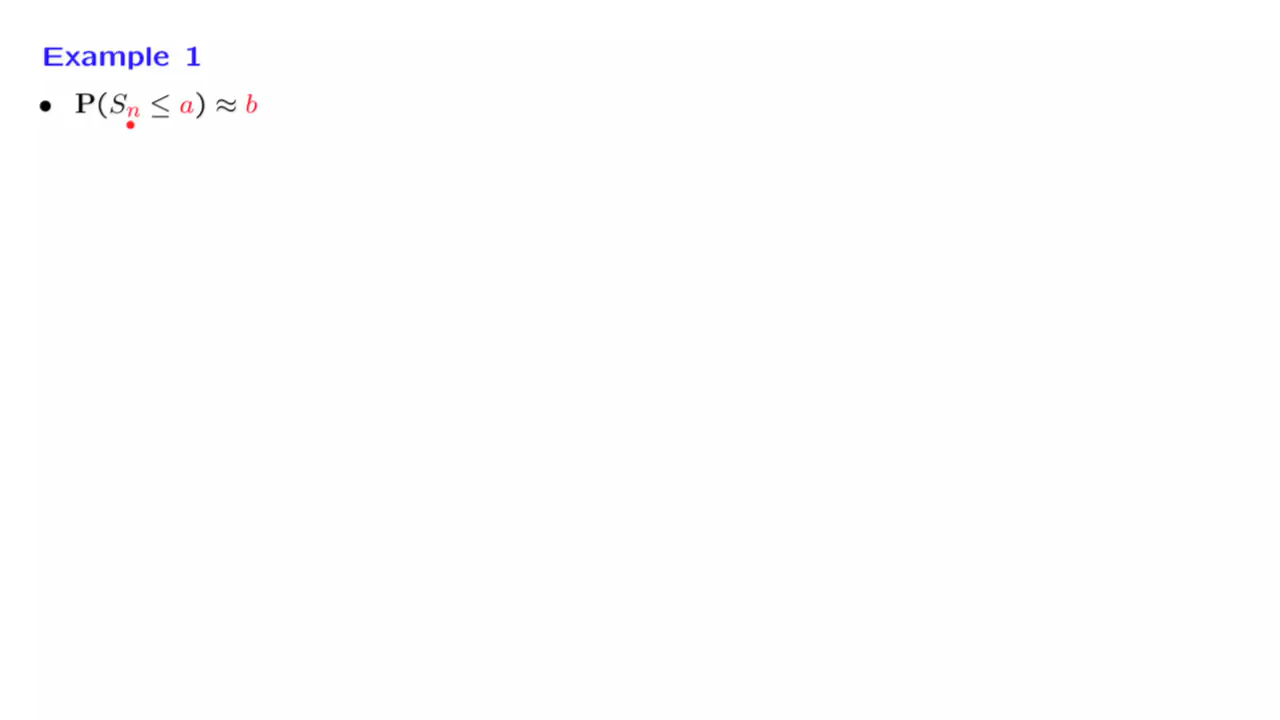 Example 1
• P(Sₙ ≤ a) ≈ b